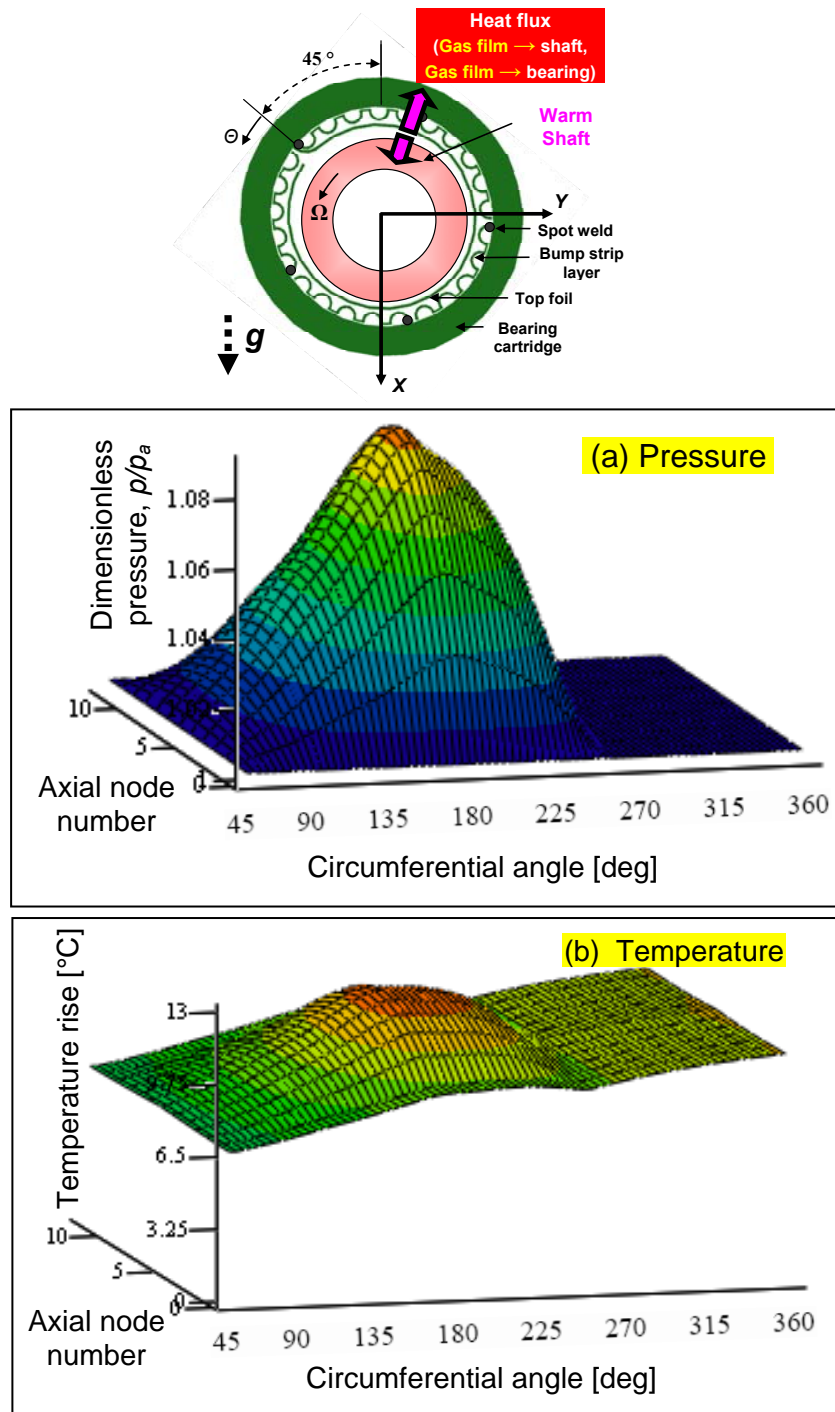 Heat flux
(Gas film → shaft,
Gas film → bearing)
45 °
Warm
Shaft
Θ
Ω
Y
Spot weld
Bump strip
layer
Top foil
Bearing
cartridge
g
X
(a) Pressure
Dimensionless
pressure, p/pₐ
1.08
1.06
1.04
10
5
0
Axial node
number
45 90 135 180 225 270 315 360
Circumferential angle [deg]
(b) Temperature
Temperature rise [°C]
13
6.5
3.25
0
10
5
0
Axial node
number
45 90 135 180 225 270 315 360
Circumferential angle [deg]